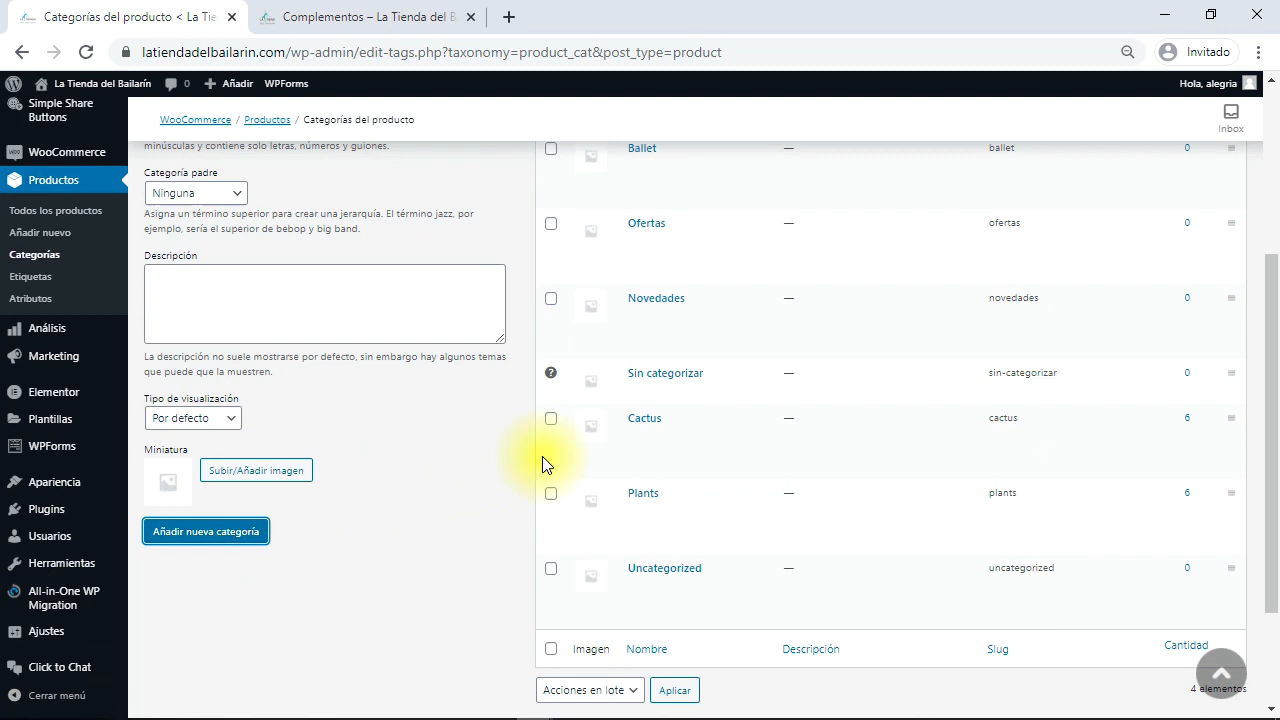 Categorías del producto < La Tie
Complementos – La Tienda del B
latiendadelbailarin.com/wp-admin/edit-tags.php?taxonomy=product_cat&post_type=product
Invitado
La Tienda del Bailarín
0
Añadir
WPForms
Hola, alegria
Simple Share
Buttons
WooCommerce
Productos
Todos los productos
Añadir nuevo
Categorías
Etiquetas
Atributos
Análisis
Marketing
Elementor
Plantillas
WPForms
Apariencia
Plugins
Usuarios
Herramientas
All-in-One WP
Migration
Ajustes
Click to Chat
Cerrar menú
WooCommerce / Productos / Categorías del producto
Inbox
minúsculas y contiene solo letras, números y guiones.
Categoría padre
Ninguna
Asigna un término superior para crear una jerarquía. El término jazz, por
ejemplo, sería el superior de bebop y big band.
Descripción
La descripción no suele mostrarse por defecto, sin embargo hay algunos temas
que puede que la muestren.
Tipo de visualización
Por defecto
Miniatura
Subir/Añadir imagen
Añadir nueva categoría
Ballet — ballet 0
Ofertas — ofertas 0
Novedades — novedades 0
Sin categorizar — sin-categorizar 0
Cactus — cactus 6
Plants — plants 6
Uncategorized — uncategorized 0
Imagen Nombre Descripción Slug Cantidad
Acciones en lote Aplicar
4 elementos